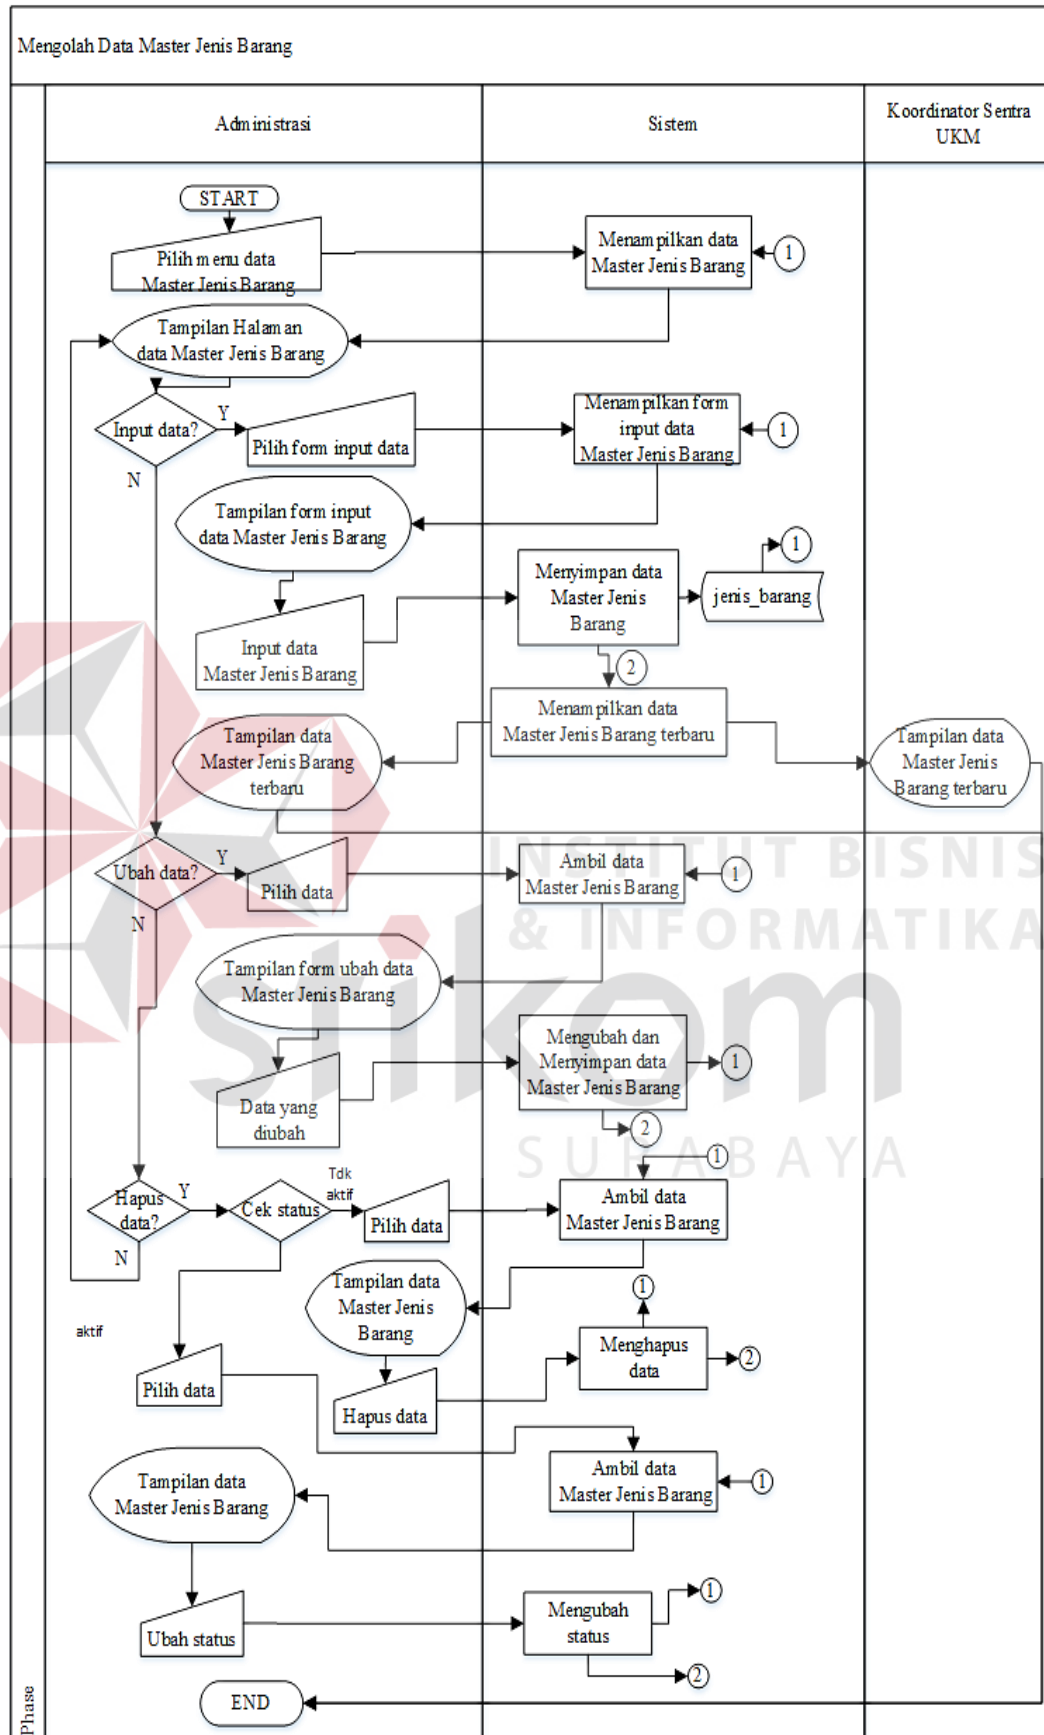 Mengolah Data Master Jenis Barang
Administrasi
Sistem
Koordinator Sentra
UKM
START
Pilih menu data
Master Jenis Barang
Menampilkan data
Master Jenis Barang
1
Tampilan Halaman
data Master Jenis Barang
Input data?
Y
N
Pilih form input data
Menampilkan form
input data
Master Jenis Barang
1
Tampilan form input
data Master Jenis Barang
1
Menyimpan data
Master Jenis
Barang
jenis_barang
Input data
Master Jenis Barang
2
Menampilkan data
Master Jenis Barang terbaru
Tampilan data
Master Jenis Barang
terbaru
Tampilan data
Master Jenis
Barang terbaru
INSTITUT BISNIS
& INFORMATIKA
stikom
SURABAYA
Ubah data?
Y
N
Pilih data
Ambil data
Master Jenis Barang
1
Tampilan form ubah data
Master Jenis Barang
Mengubah dan
Menyimpan data
Master Jenis Barang
1
Data yang
diubah
2
1
Hapus
data?
Y
N
Cek status
Tdk
aktif
Pilih data
Ambil data
Master Jenis Barang
Tampilan data
Master Jenis
Barang
1
aktif
Menghapus
data
2
Pilih data
Hapus data
Ambil data
Master Jenis Barang
1
Tampilan data
Master Jenis Barang
Mengubah
status
1
Ubah status
2
END
Phase